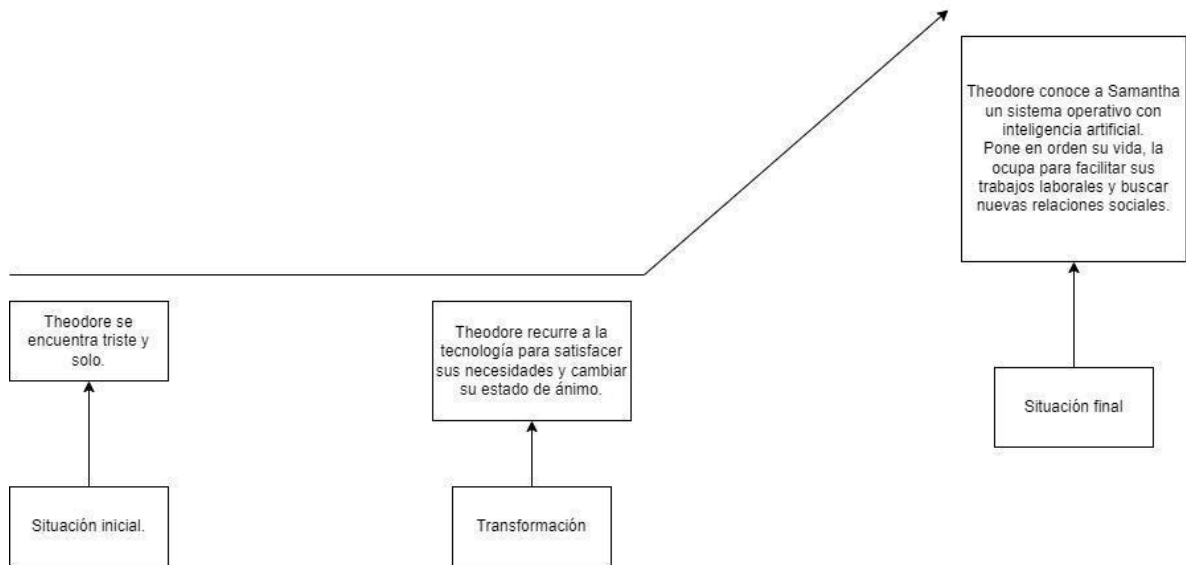 Theodore conoce a Samantha
un sistema operativo con
inteligencia artificial.
Pone en orden su vida, la
ocupa para facilitar sus
trabajos laborales y buscar
nuevas relaciones sociales.
Theodore se
encuentra triste y
solo.
Theodore recurre a la
tecnología para satisfacer
sus necesidades y cambiar
su estado de ánimo.
Situación final
Situación inicial.
Transformación